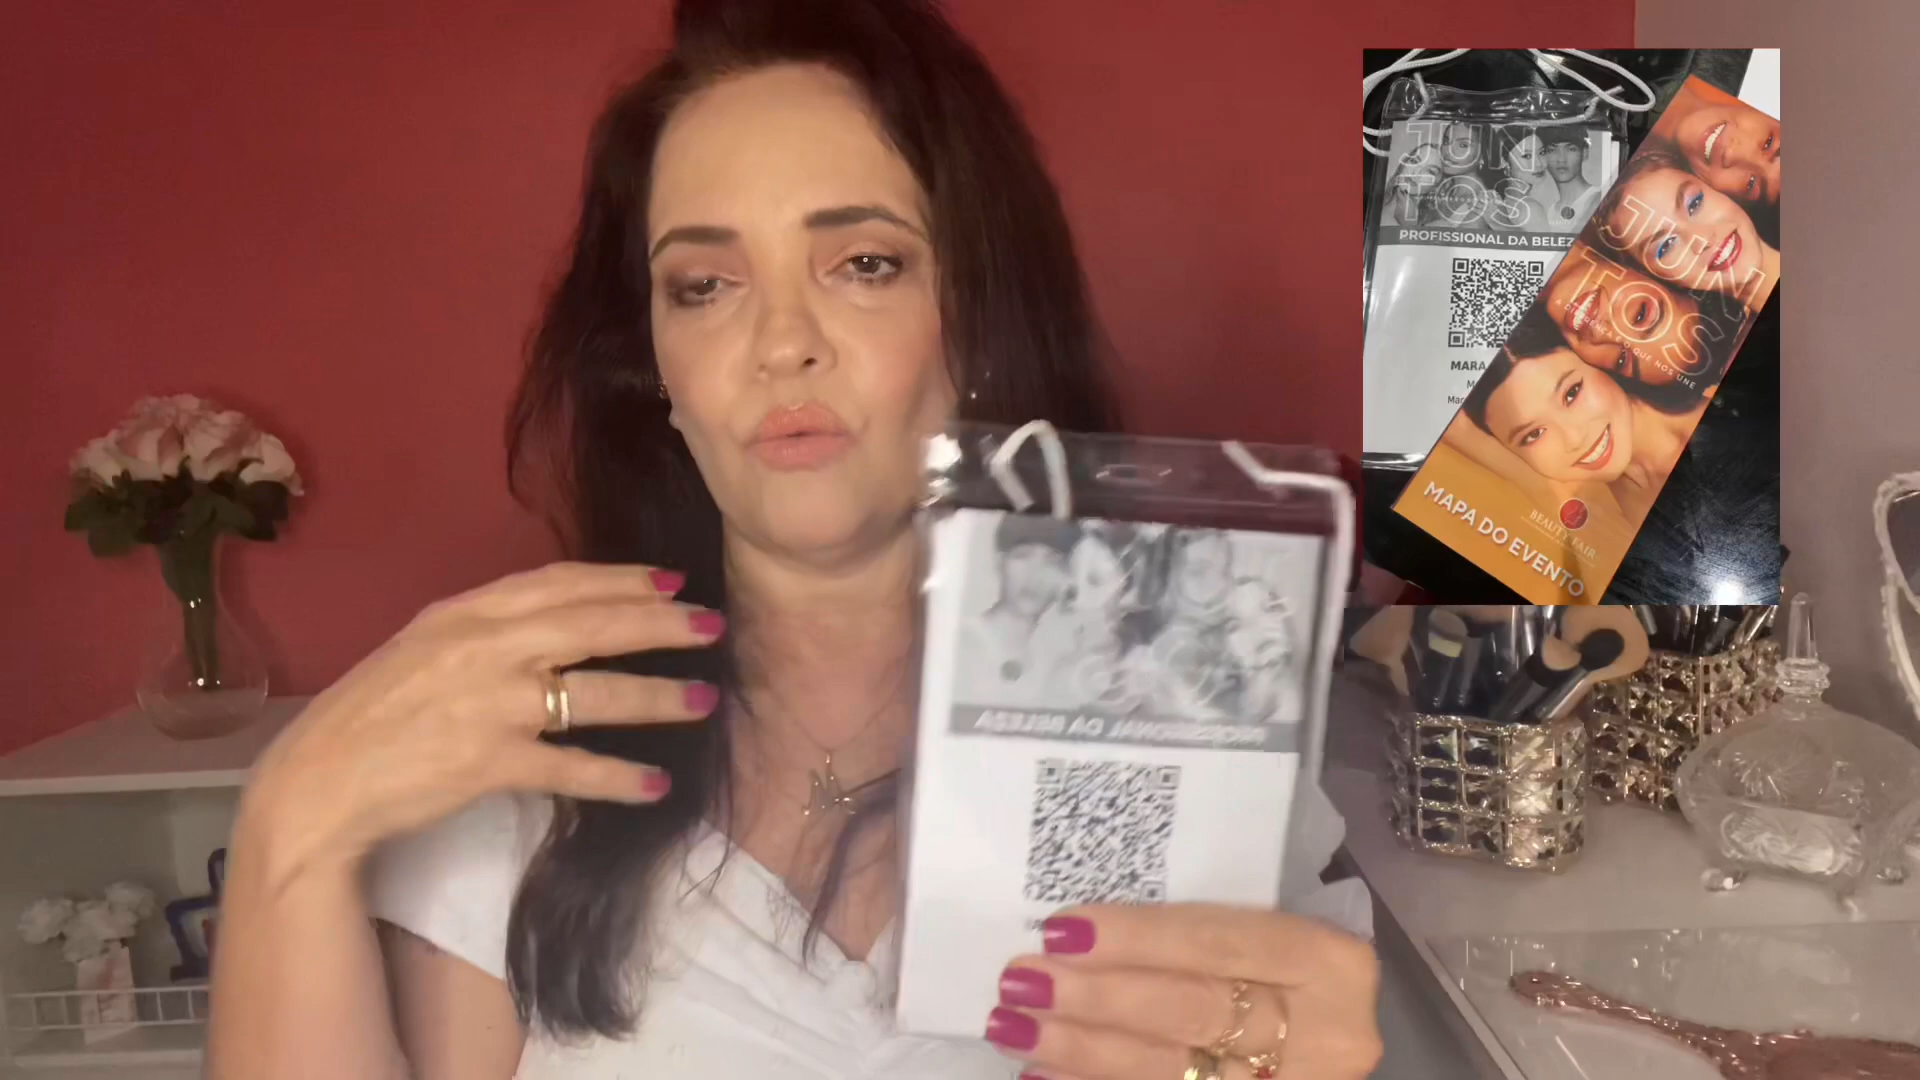 JUN
TOS
PROFISSIONAL DA BELEZ
MARA
JUN
TOS
A DIFERENÇA É O QUE NOS UNE
MAPA DO EVENTO
BEAUTY FAIR
PROFISSIONAL DA BELEZA